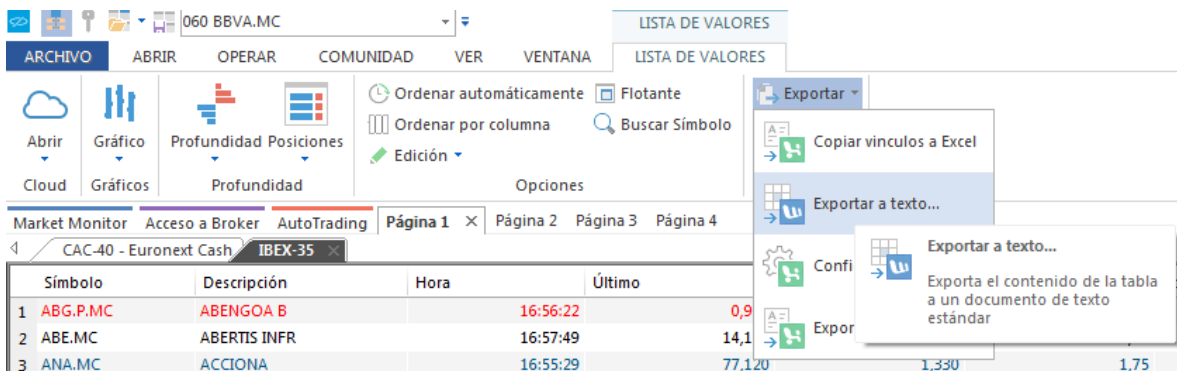 060 BBVA.MC
LISTA DE VALORES
ARCHIVO ABRIR OPERAR COMUNIDAD VER VENTANA LISTA DE VALORES
Ordenar automáticamente Flotante Exportar
Ordenar por columna Buscar Símbolo
Abrir Gráfico Profundidad Posiciones
Edición
Cloud Gráficos Profundidad Opciones
Copiar vinculos a Excel
Exportar a texto...
Confi
Expor
Exportar a texto...
Exporta el contenido de la tabla
a un documento de texto
estándar
Market Monitor Acceso a Broker AutoTrading Página 1 Página 2 Página 3 Página 4
CAC-40 - Euronext Cash IBEX-35
Símbolo Descripción Hora Último
1 ABG.P.MC ABENGOA B 16:56:22 0,9
2 ABE.MC ABERTIS INFR 16:57:49 14,1
3 ANA.MC ACCIONA 16:55:29 77,120 1,330 1,75